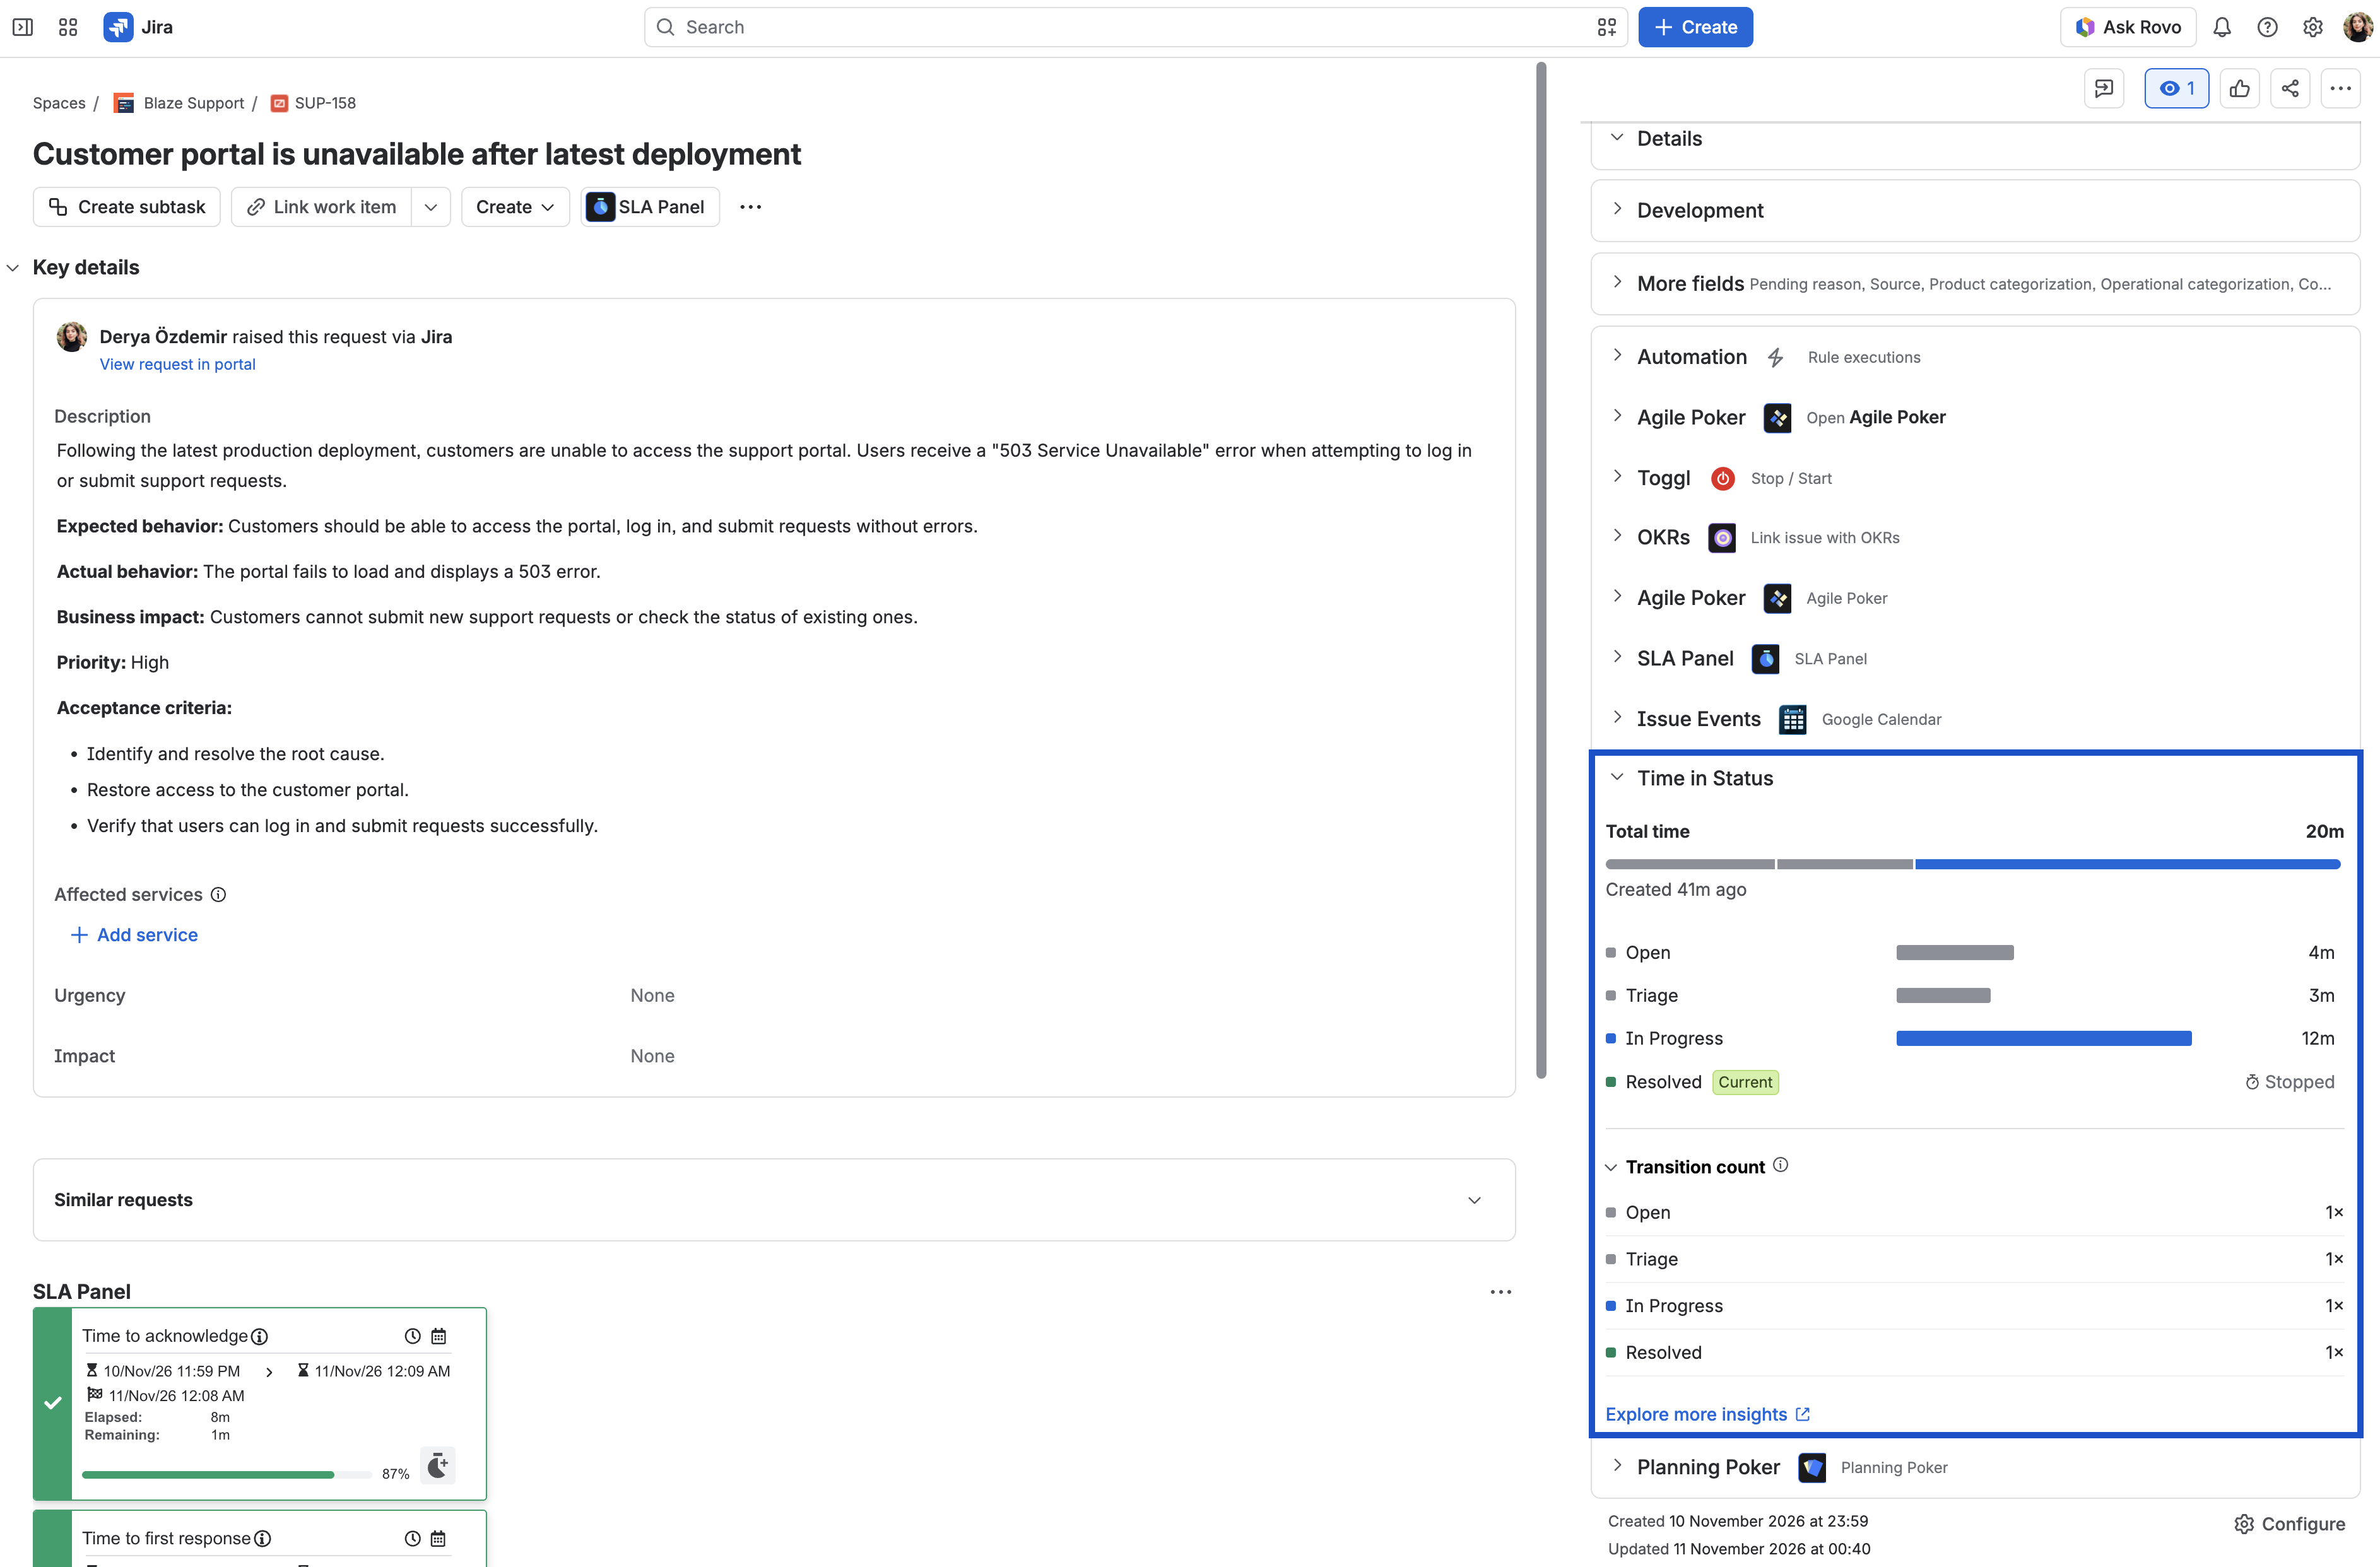 Jira
Search
Create
Ask Rovo
Spaces / Blaze Support / SUP-158
1
Customer portal is unavailable after latest deployment
Create subtask
Link work item
Create
SLA Panel
Key details
Derya Özdemir raised this request via Jira
View request in portal
Description
Following the latest production deployment, customers are unable to access the support portal. Users receive a "503 Service Unavailable" error when attempting to log in
or submit support requests.
Expected behavior: Customers should be able to access the portal, log in, and submit requests without errors.
Actual behavior: The portal fails to load and displays a 503 error.
Business impact: Customers cannot submit new support requests or check the status of existing ones.
Priority: High
Acceptance criteria:
• Identify and resolve the root cause.
• Restore access to the customer portal.
• Verify that users can log in and submit requests successfully.
Affected services
Add service
Urgency None
Impact None
Similar requests
SLA Panel
Time to acknowledge
10/Nov/26 11:59 PM > 11/Nov/26 12:09 AM
11/Nov/26 12:08 AM
Elapsed: 8m
Remaining: 1m
87%
Time to first response
Details
Development
More fields Pending reason, Source, Product categorization, Operational categorization, Co...
Automation Rule executions
Agile Poker Open Agile Poker
Toggl Stop / Start
OKRs Link issue with OKRs
Agile Poker Agile Poker
SLA Panel SLA Panel
Issue Events Google Calendar
Time in Status
Total time 20m
Created 41m ago
Open 4m
Triage 3m
In Progress 12m
Resolved Current Stopped
Transition count
Open 1×
Triage 1×
In Progress 1×
Resolved 1×
Explore more insights
Planning Poker Planning Poker
Created 10 November 2026 at 23:59
Updated 11 November 2026 at 00:40
Configure